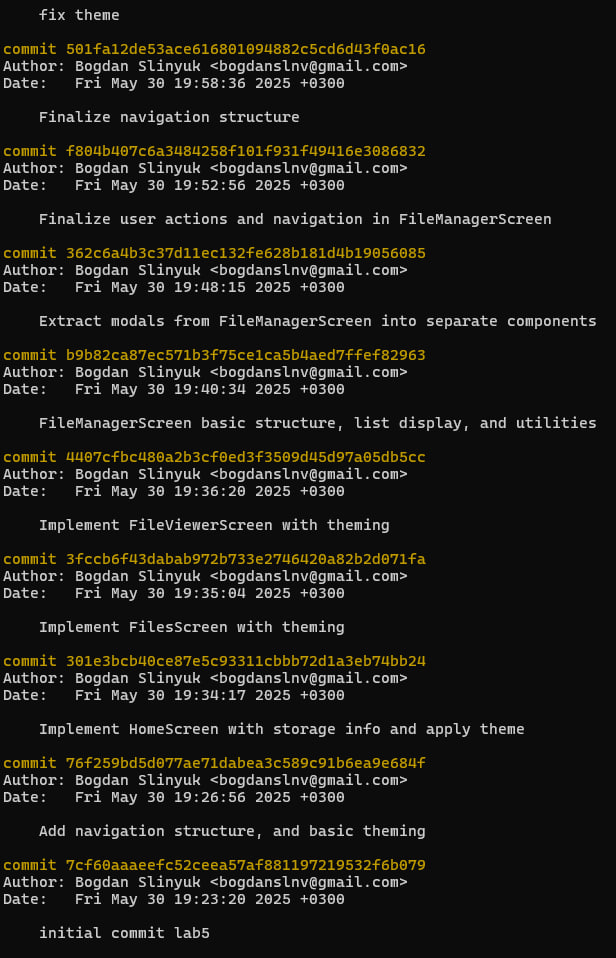 fix theme
commit 501fa12de53ace616801094882c5cd6d43f0ac16
Author: Bogdan Slinyuk <bogdanslnv@gmail.com>
Date:   Fri May 30 19:58:36 2025 +0300
Finalize navigation structure
commit f804b407c6a3484258f101f931f49416e3086832
Author: Bogdan Slinyuk <bogdanslnv@gmail.com>
Date:   Fri May 30 19:52:56 2025 +0300
Finalize user actions and navigation in FileManagerScreen
commit 362c6a4b3c37d11ec132fe628b181d4b19056085
Author: Bogdan Slinyuk <bogdanslnv@gmail.com>
Date:   Fri May 30 19:48:15 2025 +0300
Extract modals from FileManagerScreen into separate components
commit b9b82ca87ec571b3f75ce1ca5b4aed7ffef82963
Author: Bogdan Slinyuk <bogdanslnv@gmail.com>
Date:   Fri May 30 19:40:34 2025 +0300
FileManagerScreen basic structure, list display, and utilities
commit 4407cfbc480a2b3cf0ed3f3509d45d97a05db5cc
Author: Bogdan Slinyuk <bogdanslnv@gmail.com>
Date:   Fri May 30 19:36:20 2025 +0300
Implement FileViewerScreen with theming
commit 3fccb6f43dabab972b733e2746420a82b2d071fa
Author: Bogdan Slinyuk <bogdanslnv@gmail.com>
Date:   Fri May 30 19:35:04 2025 +0300
Implement FilesScreen with theming
commit 301e3bcb40ce87e5c93311cbbb72d1a3eb74bb24
Author: Bogdan Slinyuk <bogdanslnv@gmail.com>
Date:   Fri May 30 19:34:17 2025 +0300
Implement HomeScreen with storage info and apply theme
commit 76f259bd5d077ae71dabea3c589c91b6ea9e684f
Author: Bogdan Slinyuk <bogdanslnv@gmail.com>
Date:   Fri May 30 19:26:56 2025 +0300
Add navigation structure, and basic theming
commit 7cf60aaaeefc52ceea57af881197219532f6b079
Author: Bogdan Slinyuk <bogdanslnv@gmail.com>
Date:   Fri May 30 19:23:20 2025 +0300
initial commit lab5